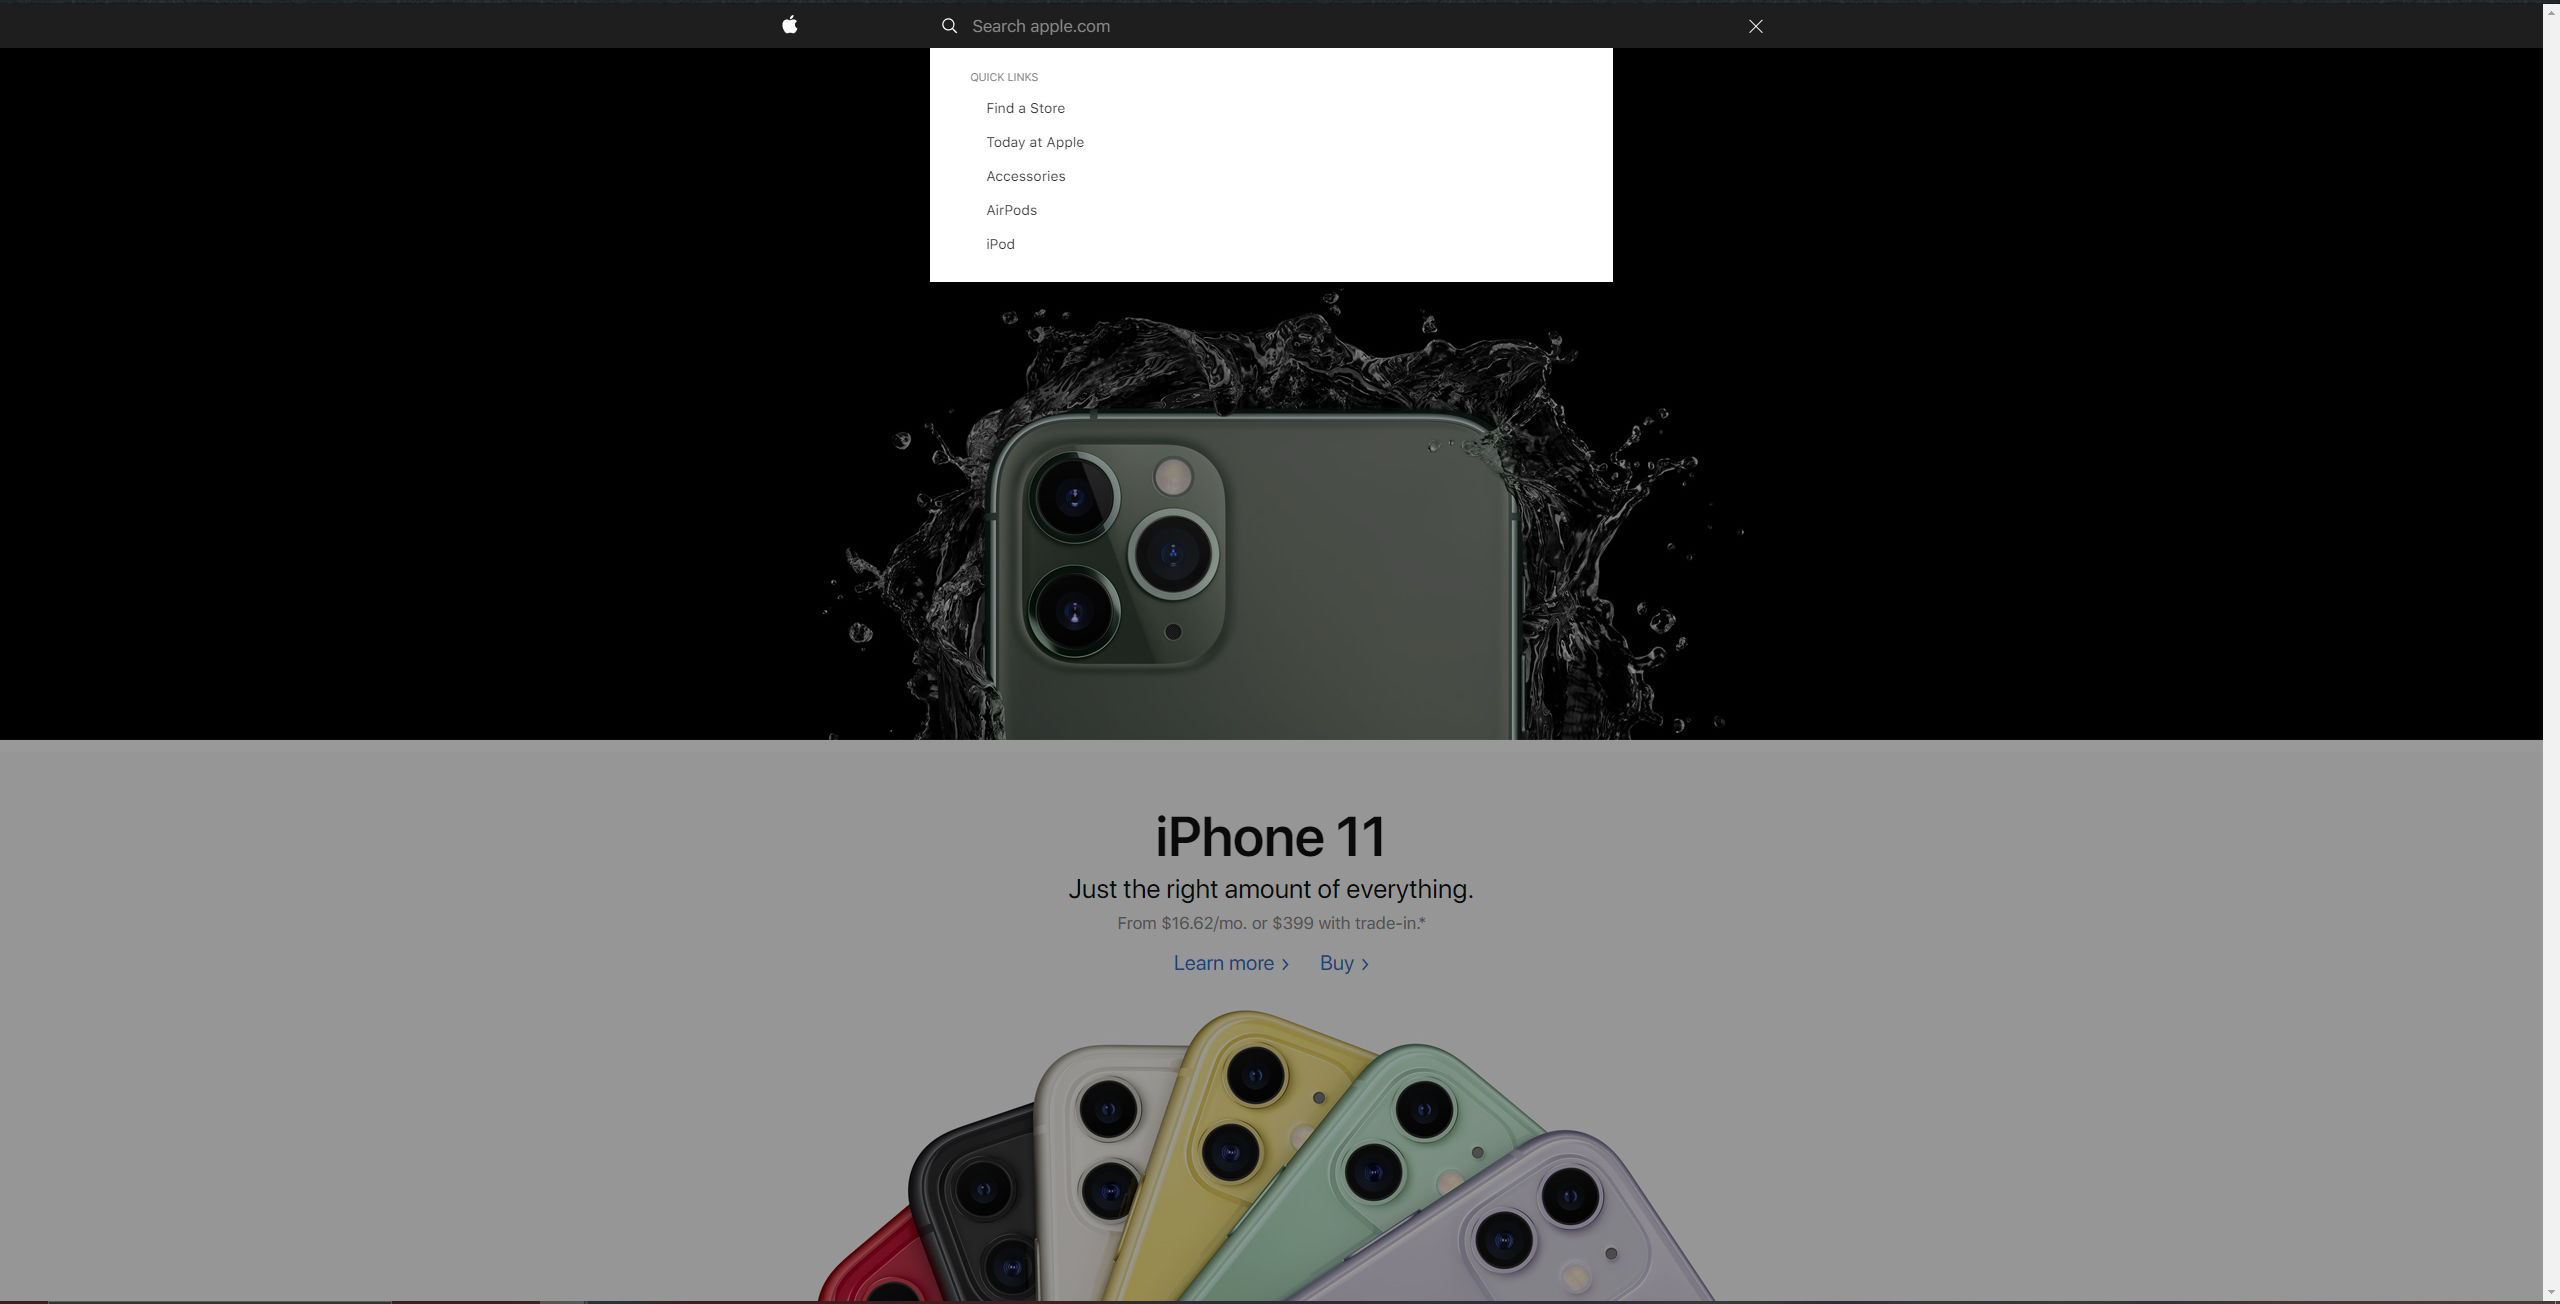 Search apple.com
QUICK LINKS
Find a Store
Today at Apple
Accessories
AirPods
iPod
iPhone 11
Just the right amount of everything.
From $16.62/mo. or $399 with trade-in.*
Learn more > Buy >